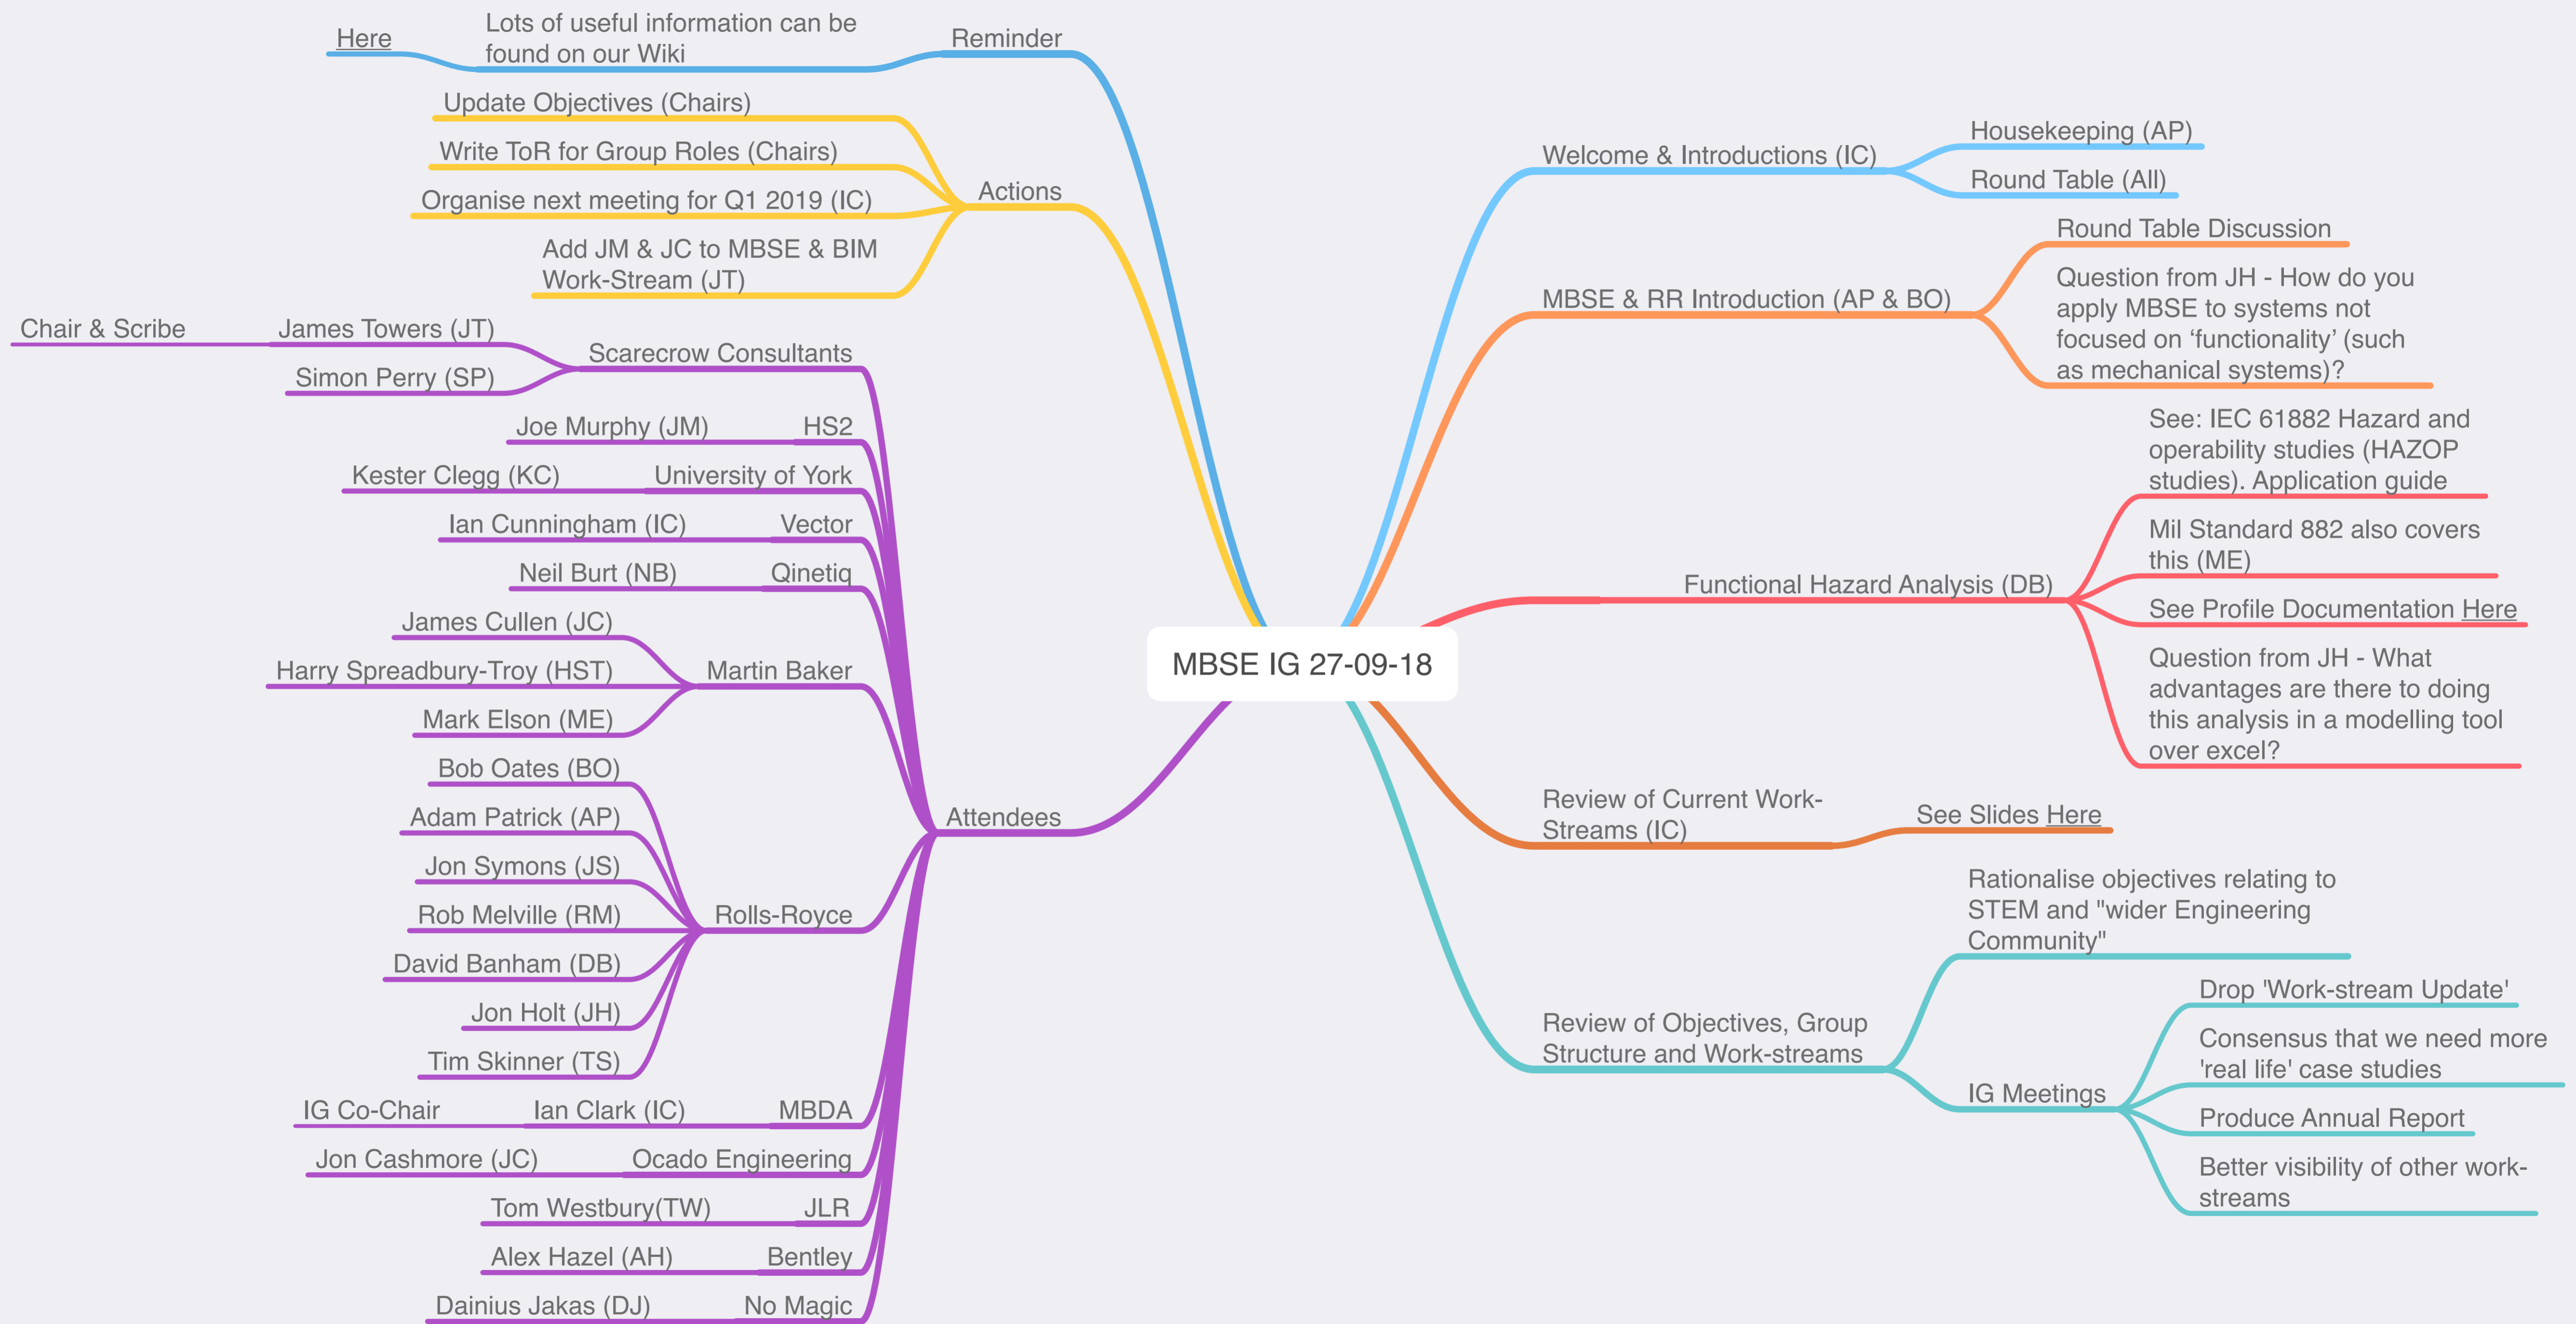 MBSE IG 27-09-18
Welcome & Introductions (IC)
Housekeeping (AP)
Round Table (All)
MBSE & RR Introduction (AP & BO)
Round Table Discussion
Question from JH - How do you
apply MBSE to systems not
focused on ‘functionality’ (such
as mechanical systems)?
Functional Hazard Analysis (DB)
See: IEC 61882 Hazard and
operability studies (HAZOP
studies). Application guide
Mil Standard 882 also covers
this (ME)
See Profile Documentation Here
Question from JH - What
advantages are there to doing
this analysis in a modelling tool
over excel?
Review of Current Work-
Streams (IC)
See Slides Here
Review of Objectives, Group
Structure and Work-streams
Rationalise objectives relating to
STEM and "wider Engineering
Community"
IG Meetings
Drop 'Work-stream Update'
Consensus that we need more
'real life' case studies
Produce Annual Report
Better visibility of other work-
streams
Reminder
Lots of useful information can be
found on our Wiki
Here
Actions
Update Objectives (Chairs)
Write ToR for Group Roles (Chairs)
Organise next meeting for Q1 2019 (IC)
Add JM & JC to MBSE & BIM
Work-Stream (JT)
Attendees
Scarecrow Consultants
James Towers (JT)
Chair & Scribe
Simon Perry (SP)
HS2
Joe Murphy (JM)
University of York
Kester Clegg (KC)
Vector
Ian Cunningham (IC)
Qinetiq
Neil Burt (NB)
Martin Baker
James Cullen (JC)
Harry Spreadbury-Troy (HST)
Mark Elson (ME)
Rolls-Royce
Bob Oates (BO)
Adam Patrick (AP)
Jon Symons (JS)
Rob Melville (RM)
David Banham (DB)
Jon Holt (JH)
Tim Skinner (TS)
MBDA
Ian Clark (IC)
IG Co-Chair
Ocado Engineering
Jon Cashmore (JC)
JLR
Tom Westbury(TW)
Bentley
Alex Hazel (AH)
No Magic
Dainius Jakas (DJ)